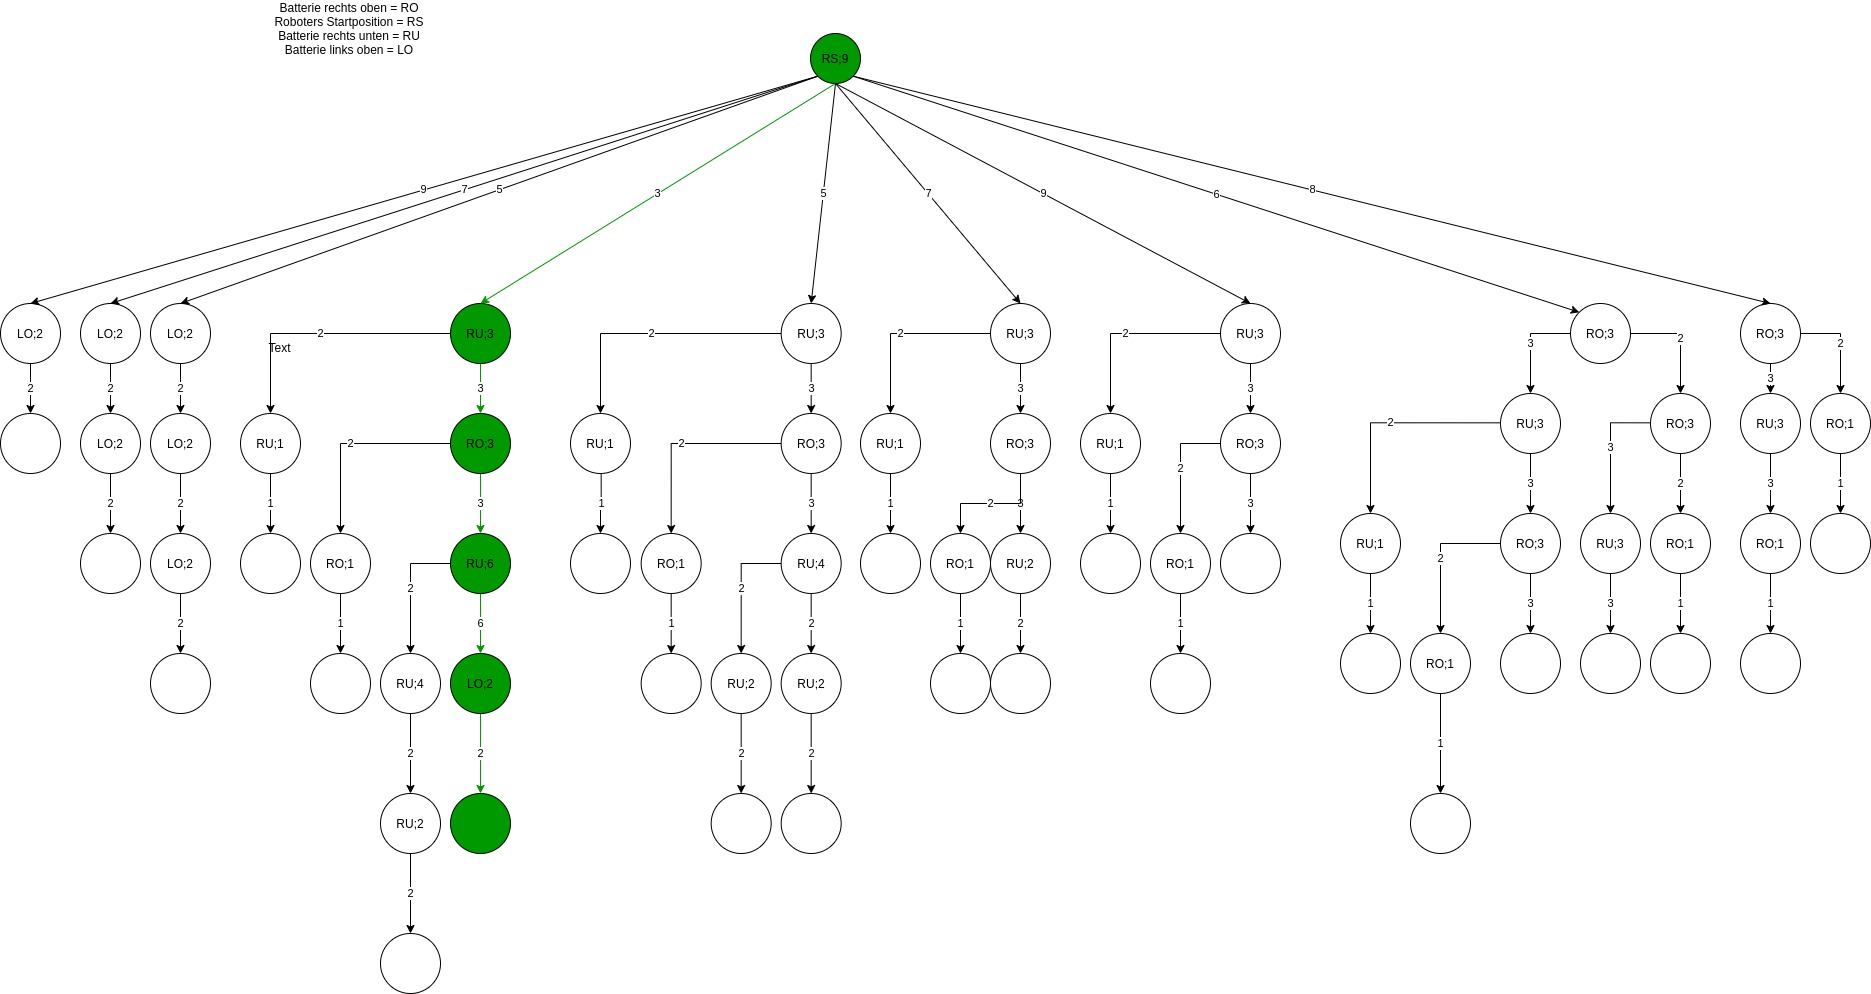 Batterie rechts oben = RO
Roboters Startposition = RS
Batterie rechts unten = RU
Batterie links oben = LO
RS;9
9 7 5 3 5 7 9 6 8
LO;2 LO;2 LO;2 RU;3 RU;3 RU;3 RU;3 RO;3 RO;3
2 2 2 2 3 3 2
Text
2 2 2 3 3 3 3 3
LO;2 LO;2 RU;3 RO;3 RU;3 RO;1
2 2
RU;1 RO;3 RU;1 RO;3 RU;1 RO;3 RU;1 RO;3
2 2 3 2
3 2 3 1
2 2 1 3 1 3 1 2 3 1 3
LO;2 RO;1 RU;6 RO;1 RU;4 RO;1 RU;2 RO;1
RU;1 RO;3 RU;3 RO;1 RO;1
2 2 2
1 3 3 1 1
2 1 6 1 2 1 2 1
RU;4 LO;2 RU;2 RU;2 RO;1
2 2 2 2 1
RU;2
2